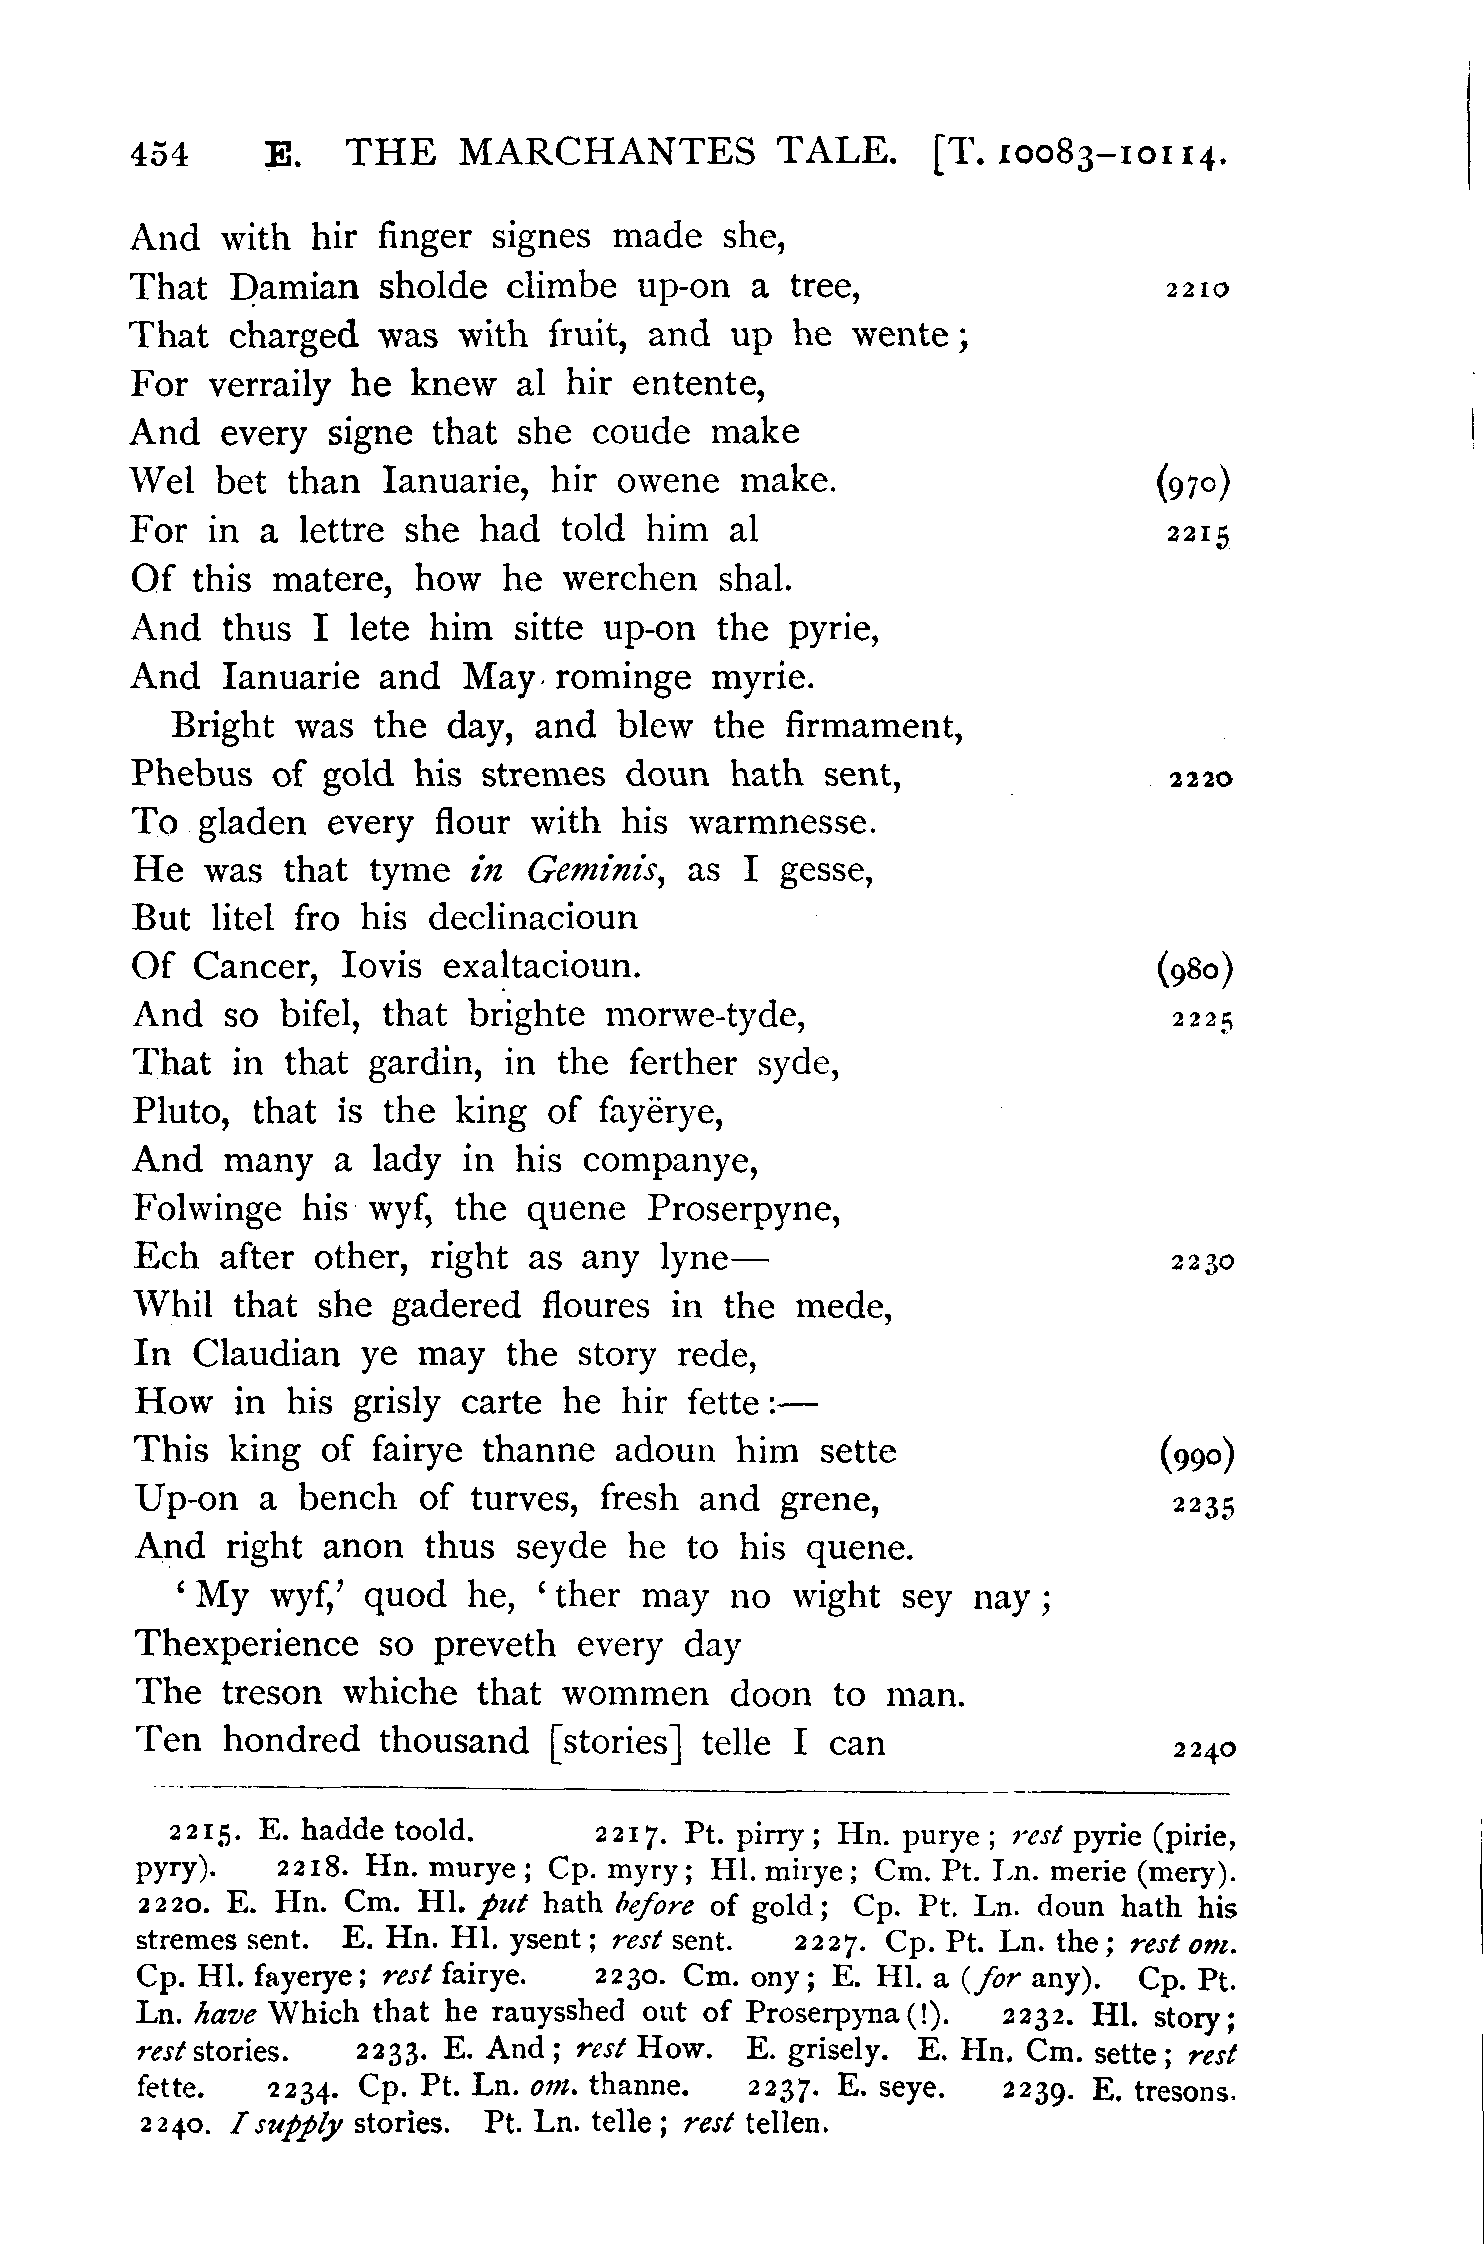 454 E. THE MARCHANTES TALE. [T. 10083–10114.
And with hir finger signes made she,
That Damian sholde climbe up-on a tree, 2210
That charged was with fruit, and up he wente;
For verraily he knew al hir entente,
And every signe that she coude make
Wel bet than Ianuarie, hir owene make. (970)
For in a lettre she had told him al 2215
Of this matere, how he werchen shal.
And thus I lete him sitte up-on the pyrie,
And Ianuarie and May rominge myrie.
Bright was the day, and blew the firmament,
Phebus of gold his stremes doun hath sent, 2220
To gladen every flour with his warmnesse.
He was that tyme in Geminis, as I gesse,
But litel fro his declinacioun
Of Cancer, Iovis exaltacioun. (980)
And so bifel, that brighte morwe-tyde, 2225
That in that gardin, in the ferther syde,
Pluto, that is the king of fayërye,
And many a lady in his companye,
Folwinge his wyf, the quene Proserpyne,
Ech after other, right as any lyne— 2230
Whil that she gadered floures in the mede,
In Claudian ye may the story rede,
How in his grisly carte he hir fette:—
This king of fairye thanne adoun him sette (990)
Up-on a bench of turves, fresh and grene, 2235
And right anon thus seyde he to his quene.
‘My wyf,’ quod he, ‘ther may no wight sey nay;
Thexperience so preveth every day
The treson whiche that wommen doon to man.
Ten hondred thousand [stories] telle I can 2240
2215. E. hadde toold. 2217. Pt. pirry; Hn. purye; rest pyrie (pirie,
pyry). 2218. Hn. murye; Cp. myry; Hl. mirye; Cm. Pt. Ln. merie (mery).
2220. E. Hn. Cm. Hl. put hath before of gold; Cp. Pt. Ln. doun hath his
stremes sent. E. Hn. Hl. ysent; rest sent. 2227. Cp. Pt. Ln. the; rest om.
Cp. Hl. fayerye; rest fairye. 2230. Cm. ony; E. Hl. a (for any). Cp. Pt.
Ln. have Which that he rauysshed out of Proserpyna(!). 2232. Hl. story;
rest stories. 2233. E. And; rest How. E. grisely. E. Hn. Cm. sette; rest
fette. 2234. Cp. Pt. Ln. om. thanne. 2237. E. seye. 2239. E. tresons.
2240. I supply stories. Pt. Ln. telle; rest tellen.